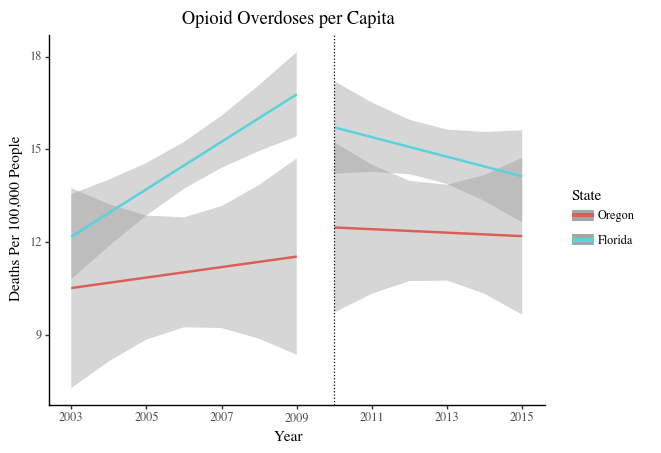 Opioid Overdoses per Capita
Deaths Per 100,000 People
18
15
12
9
2003 2005 2007 2009 2011 2013 2015
Year
State
Oregon
Florida